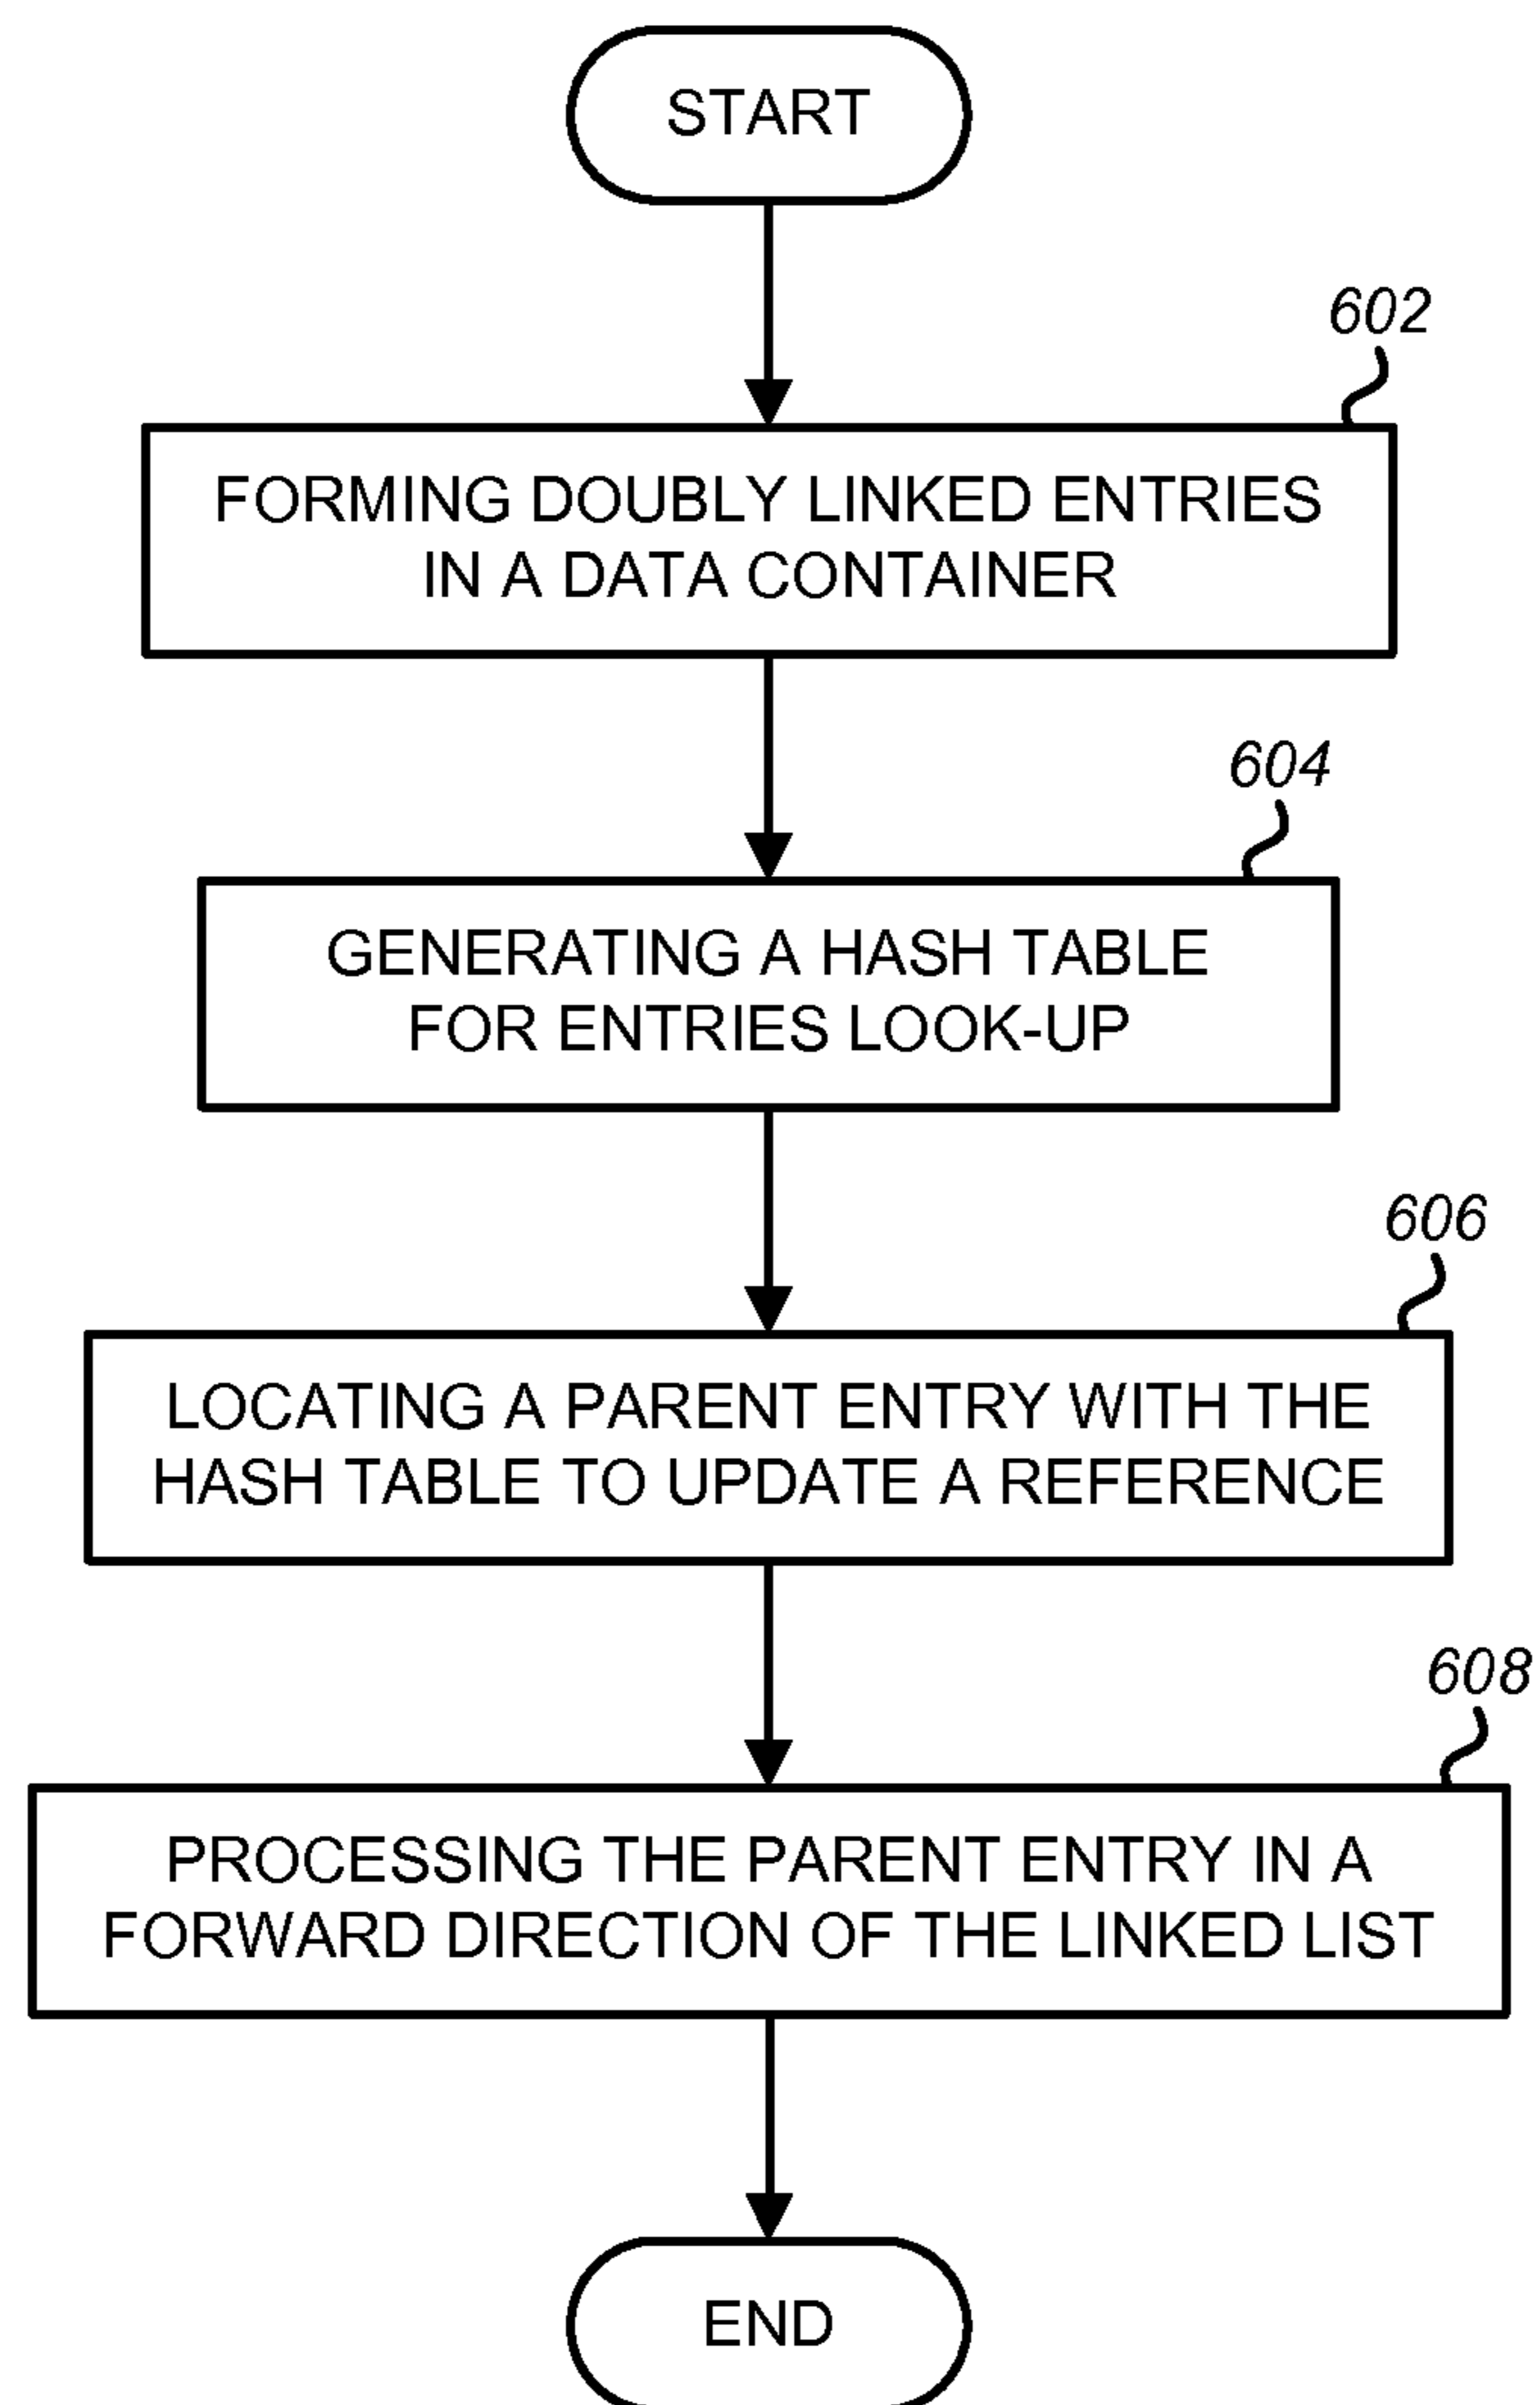 START
602
FORMING DOUBLY LINKED ENTRIES
IN A DATA CONTAINER
604
GENERATING A HASH TABLE
FOR ENTRIES LOOK-UP
606
LOCATING A PARENT ENTRY WITH THE
HASH TABLE TO UPDATE A REFERENCE
608
PROCESSING THE PARENT ENTRY IN A
FORWARD DIRECTION OF THE LINKED LIST
END